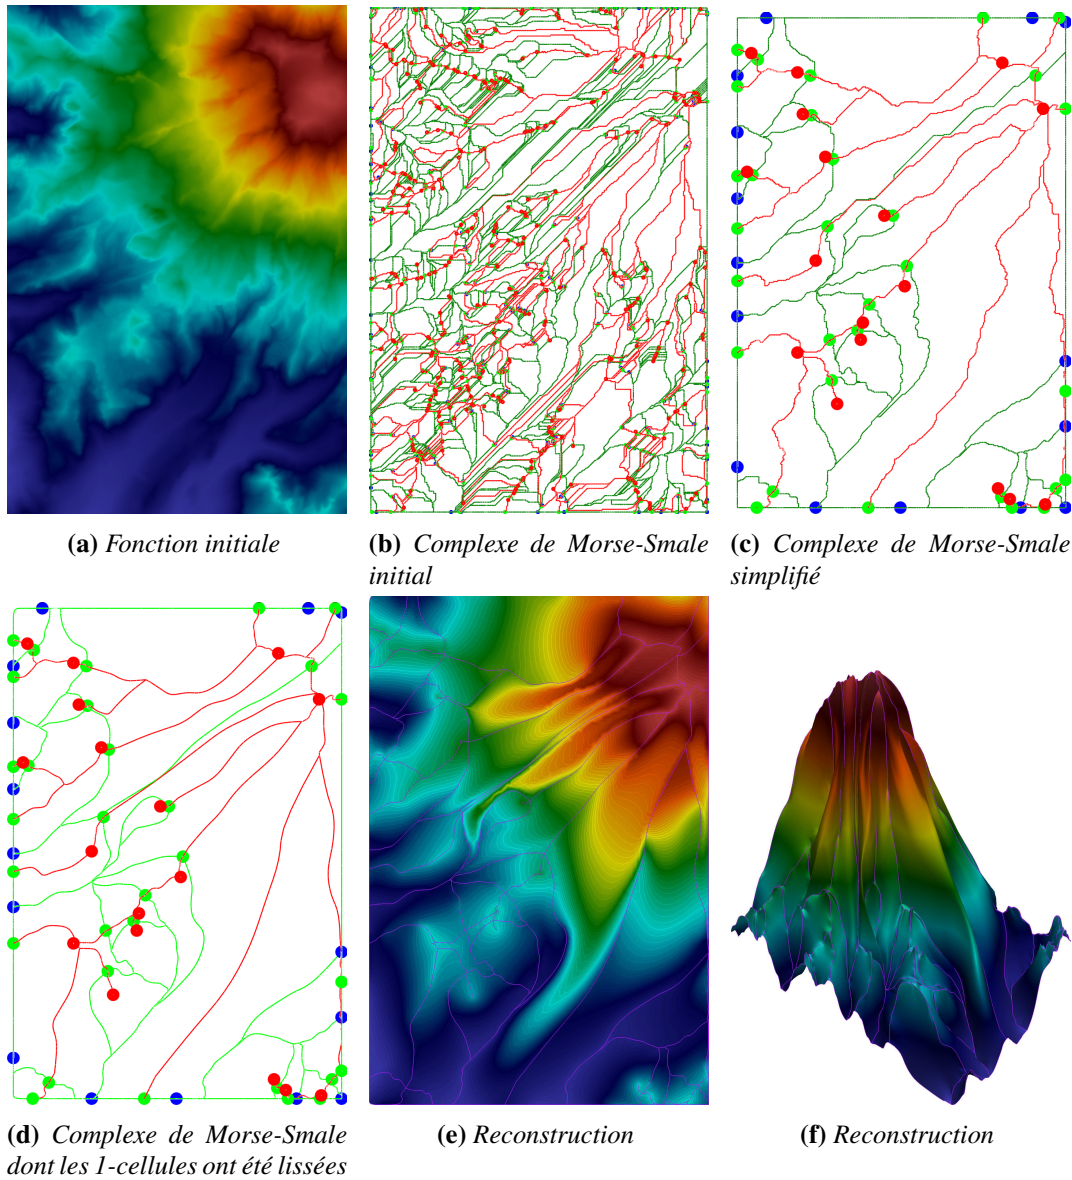 (a) Fonction initiale
(b) Complexe de Morse-Smale
initial
(c) Complexe de Morse-Smale
simplifié
(d) Complexe de Morse-Smale
dont les 1-cellules ont été lissées
(e) Reconstruction
(f) Reconstruction